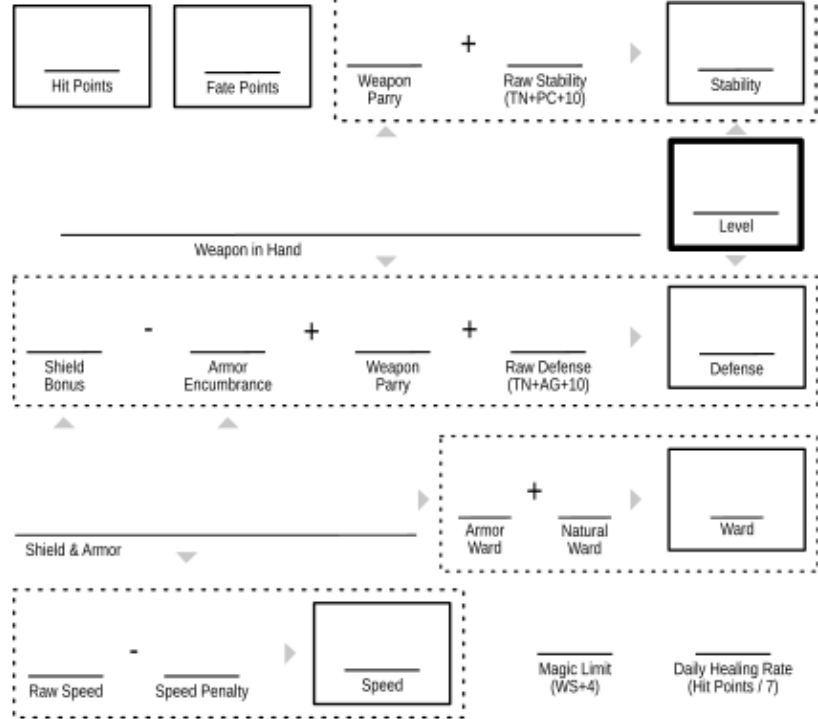 +
Hit Points
Fate Points
Weapon
Parry
Raw Stability
(TN+PC+10)
Stability
Level
Weapon in Hand
- + +
Shield
Bonus
Armor
Encumbrance
Weapon
Parry
Raw Defense
(TN+AG+10)
Defense
+
Armor
Ward
Natural
Ward
Ward
Shield & Armor
-
Raw Speed
Speed Penalty
Speed
Magic Limit
(WS+4)
Daily Healing Rate
(Hit Points / 7)